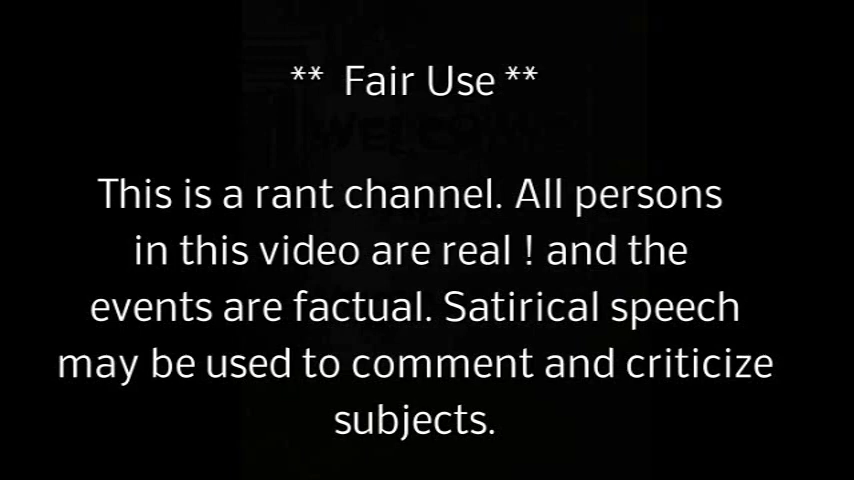 ** Fair Use **
This is a rant channel. All persons
in this video are real ! and the
events are factual. Satirical speech
may be used to comment and criticize
subjects.